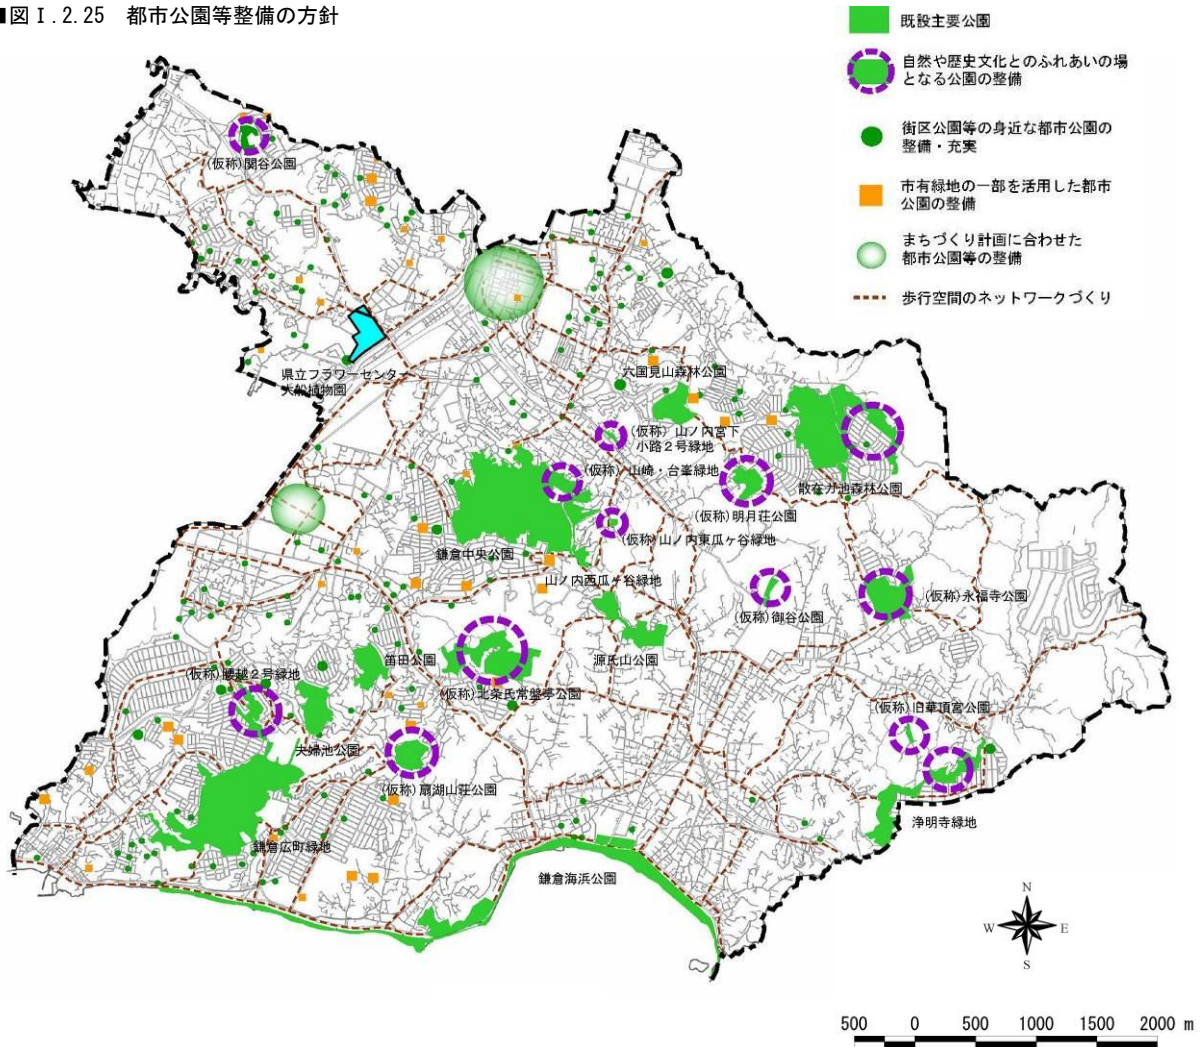 ■図Ⅰ.2.25 都市公園等整備の方針
既設主要公園
自然や歴史文化とのふれあいの場
となる公園の整備
街区公園等の身近な都市公園の
整備・充実
市有緑地の一部を活用した都市
公園の整備
まちづくり計画に合わせた
都市公園等の整備
歩行空間のネットワークづくり
(仮称)関谷公園
県立フラワーセンター
大船植物園
六国見山森林公園
(仮称)山ノ内宮下
小路2号緑地
(仮称)山崎・台峯緑地
散在ガ池森林公園
(仮称)明月荘公園
(仮称)山ノ内東瓜ヶ谷緑地
鎌倉中央公園
山ノ内西瓜ヶ谷緑地
(仮称)永福寺公園
(仮称)御谷公園
笛田公園
源氏山公園
(仮称)腰越2号緑地
(仮称)北条氏常盤亭公園
(仮称)旧華頂宮公園
夫婦池公園
(仮称)扇湖山荘公園
浄明寺緑地
鎌倉広町緑地
鎌倉海浜公園
N
W E
S
500 0 500 1000 1500 2000 m